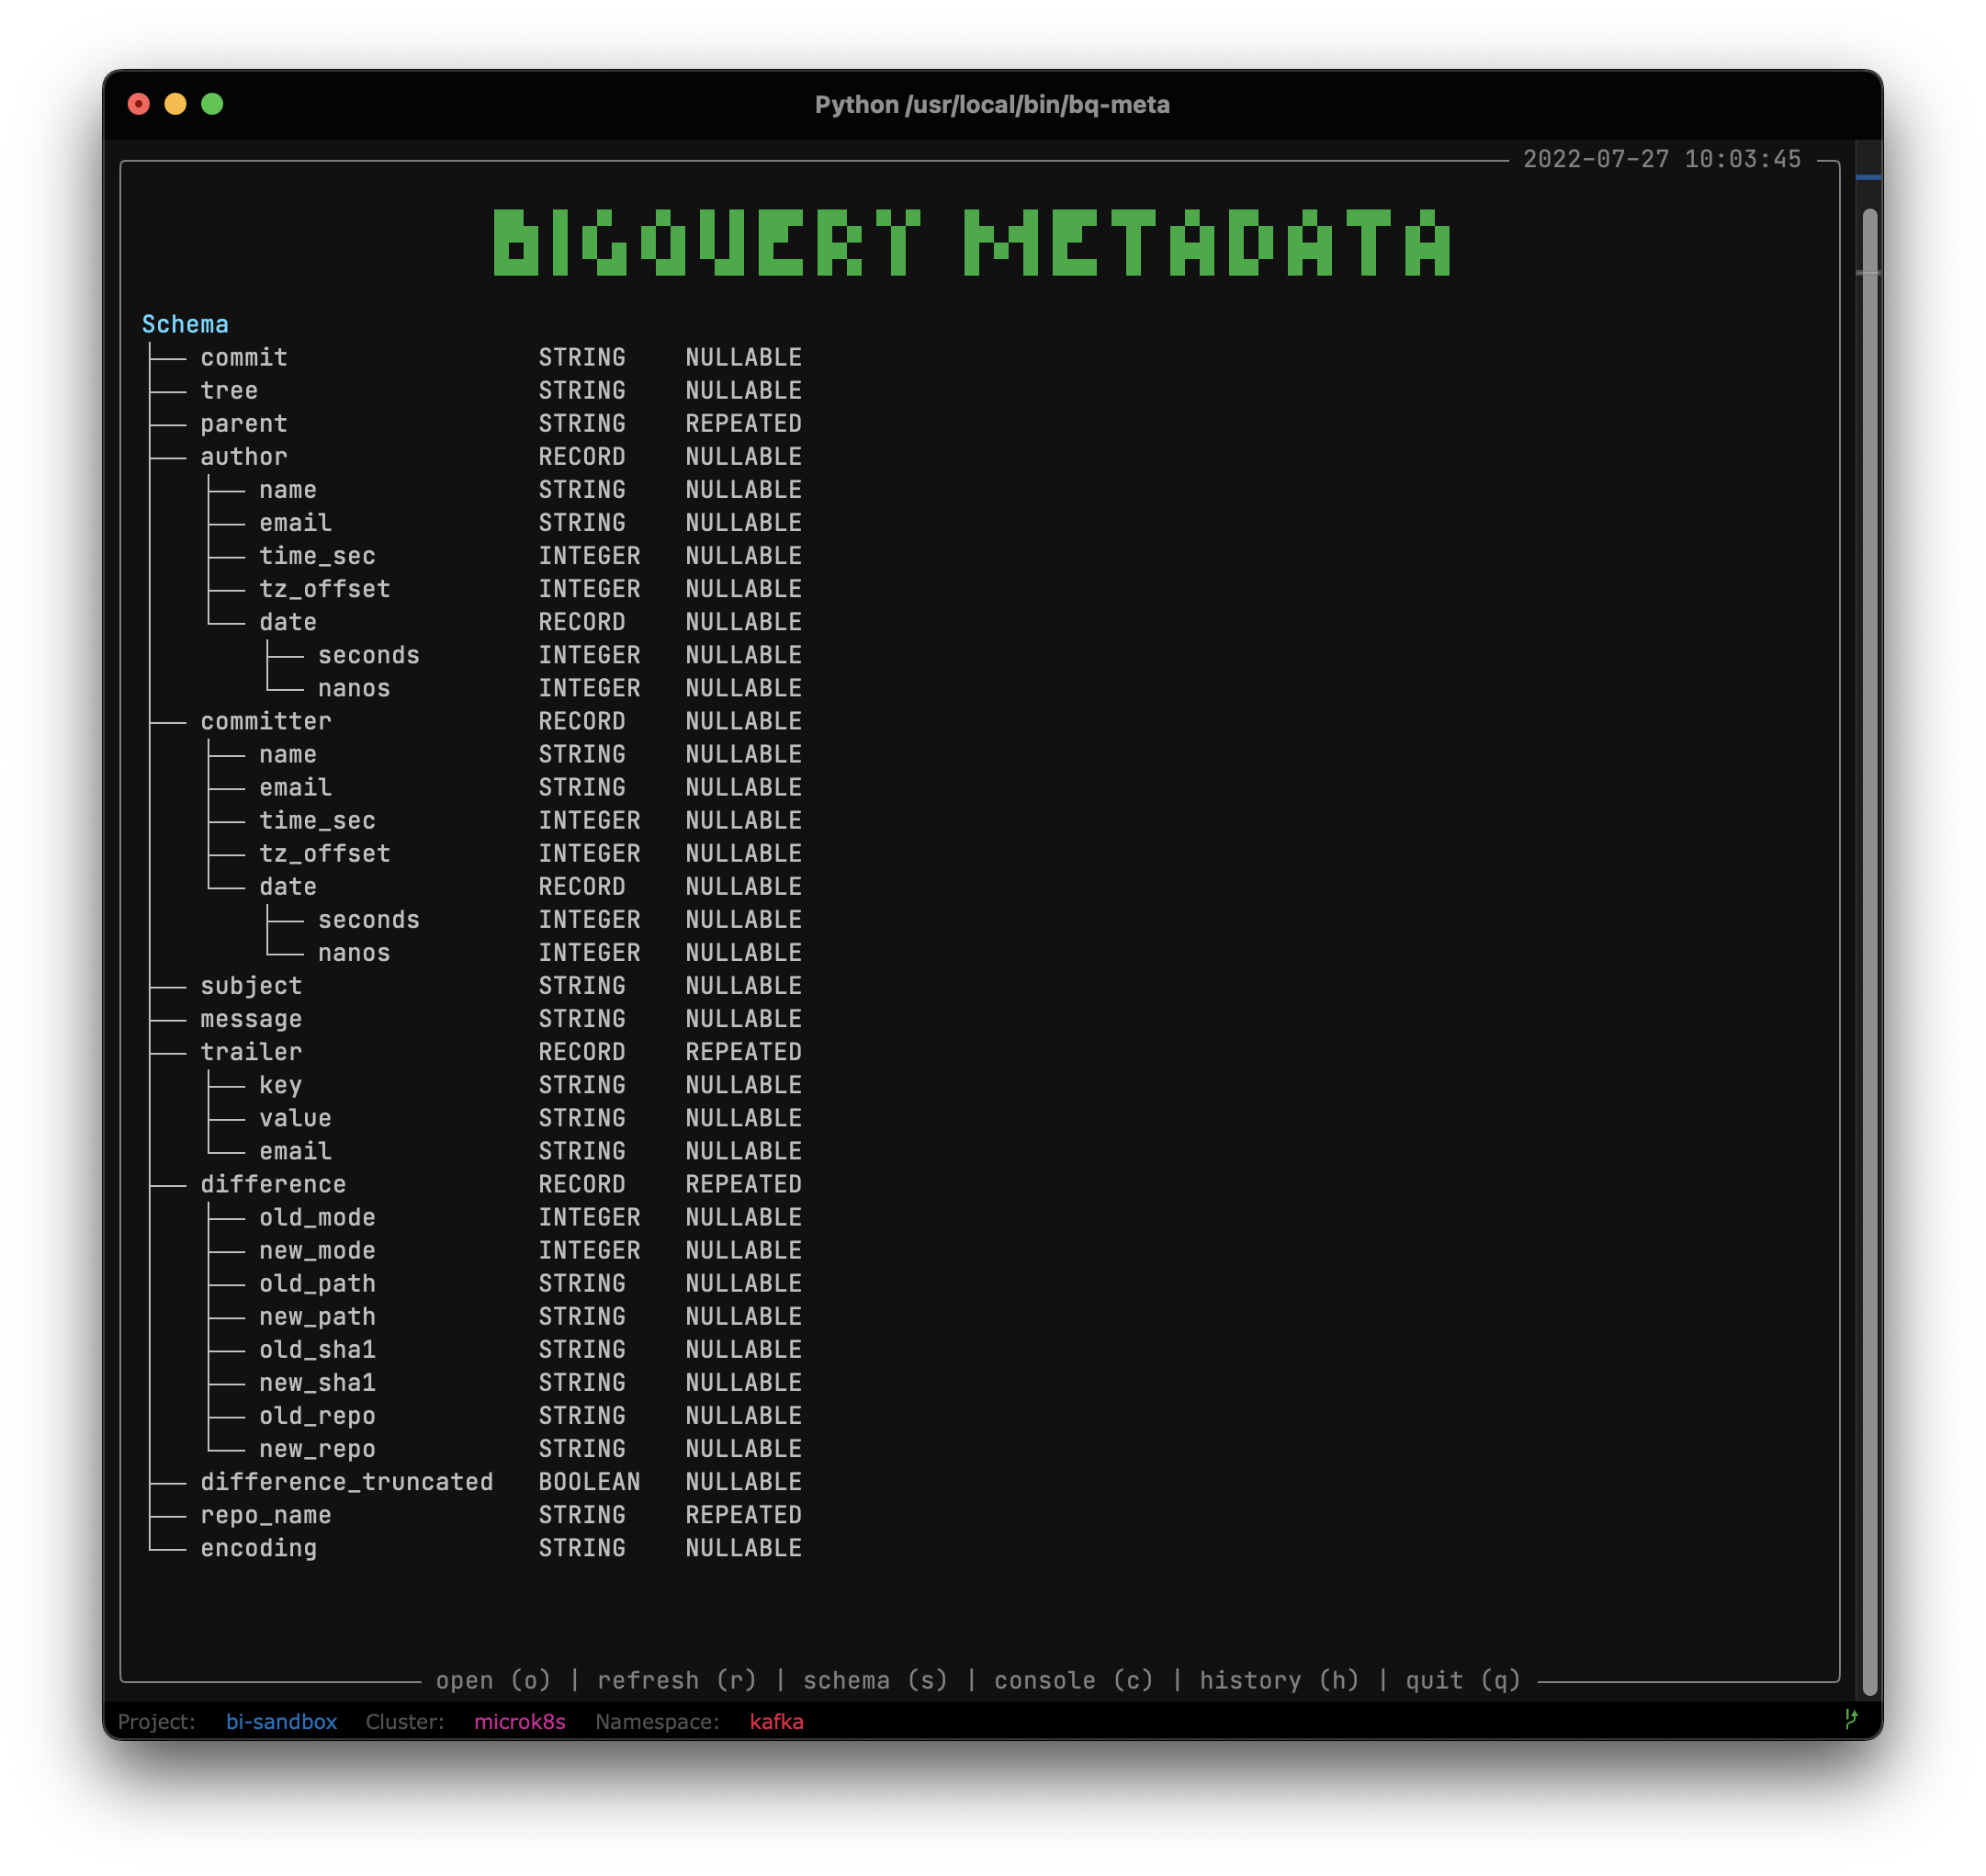 Python /usr/local/bin/bq-meta
2022-07-27 10:03:45
BIGQUERY METADATA
Schema
commit STRING NULLABLE
tree STRING NULLABLE
parent STRING REPEATED
author RECORD NULLABLE
name STRING NULLABLE
email STRING NULLABLE
time_sec INTEGER NULLABLE
tz_offset INTEGER NULLABLE
date RECORD NULLABLE
seconds INTEGER NULLABLE
nanos INTEGER NULLABLE
committer RECORD NULLABLE
name STRING NULLABLE
email STRING NULLABLE
time_sec INTEGER NULLABLE
tz_offset INTEGER NULLABLE
date RECORD NULLABLE
seconds INTEGER NULLABLE
nanos INTEGER NULLABLE
subject STRING NULLABLE
message STRING NULLABLE
trailer RECORD REPEATED
key STRING NULLABLE
value STRING NULLABLE
email STRING NULLABLE
difference RECORD REPEATED
old_mode INTEGER NULLABLE
new_mode INTEGER NULLABLE
old_path STRING NULLABLE
new_path STRING NULLABLE
old_sha1 STRING NULLABLE
new_sha1 STRING NULLABLE
old_repo STRING NULLABLE
new_repo STRING NULLABLE
difference_truncated BOOLEAN NULLABLE
repo_name STRING REPEATED
encoding STRING NULLABLE
open (o) | refresh (r) | schema (s) | console (c) | history (h) | quit (q)
Project: bi-sandbox Cluster: microk8s Namespace: kafka